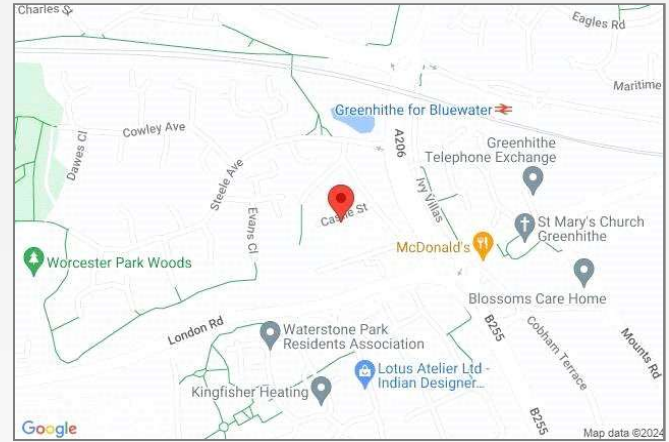 Charles St
Eagles Rd
Maritime
Greenhithe for Bluewater
Cowley Ave
Dawes Cl
A206
Greenhithe
Telephone Exchange
Steele Ave
Ivy Villas
Castle St
Evans Cl
St Mary's Church
Greenhithe
McDonald's
Worcester Park Woods
Blossoms Care Home
London Rd
B255
Cobham Terrace
Mounts Rd
Waterstone Park
Residents Association
Lotus Atelier Ltd -
Indian Designer...
Kingfisher Heating
B255
Google
Map data ©2024